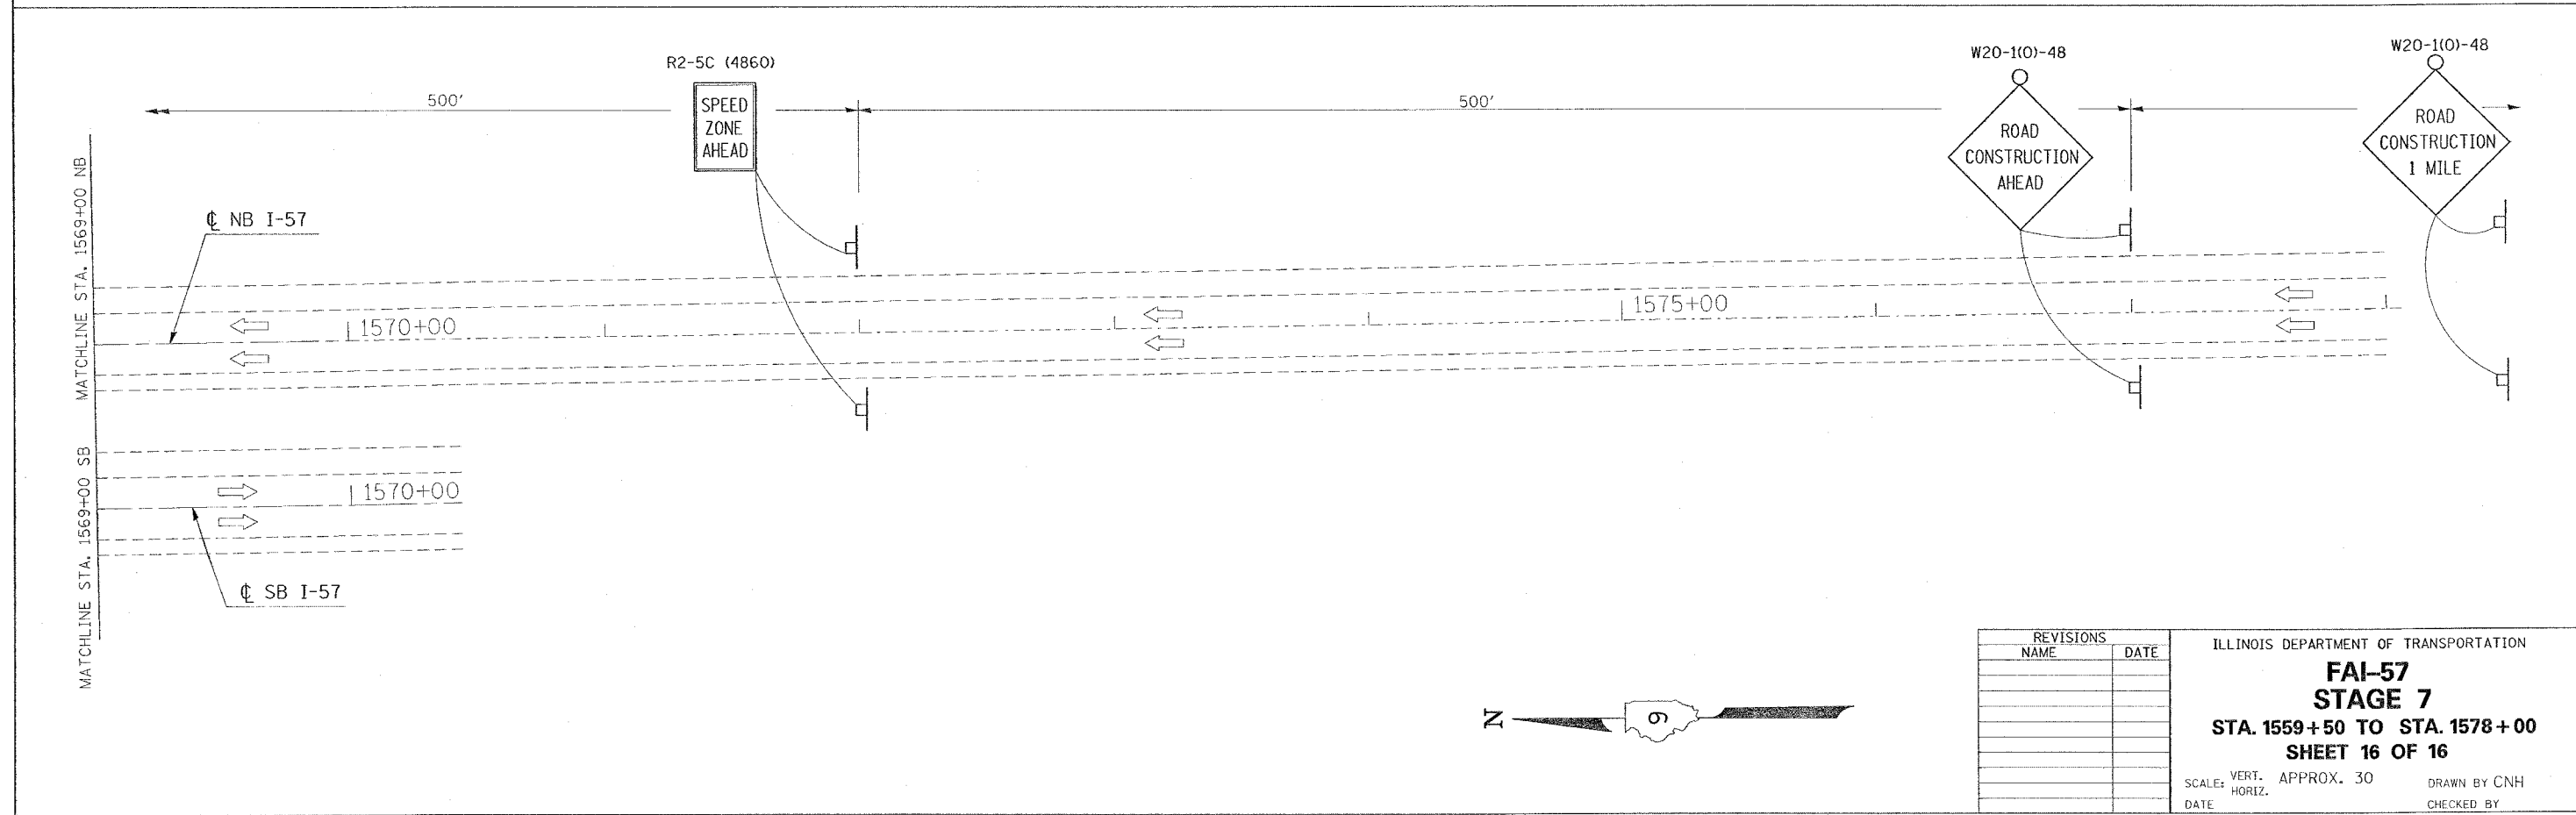 R2-5C (4860)
W20-1(O)-48
W20-1(O)-48
500'
500'
SPEED
ZONE
AHEAD
ROAD
CONSTRUCTION
AHEAD
ROAD
CONSTRUCTION
1 MILE
MATCHLINE STA. 1569+00 NB
℄ NB I-57
1570+00
1575+00
MATCHLINE STA. 1569+00 SB
1570+00
℄ SB I-57
N
6
REVISIONS
NAME DATE
ILLINOIS DEPARTMENT OF TRANSPORTATION
FAI-57
STAGE 7
STA. 1559+50 TO STA. 1578+00
SHEET 16 OF 16
SCALE: VERT. HORIZ. APPROX. 30
DRAWN BY CNH
DATE
CHECKED BY